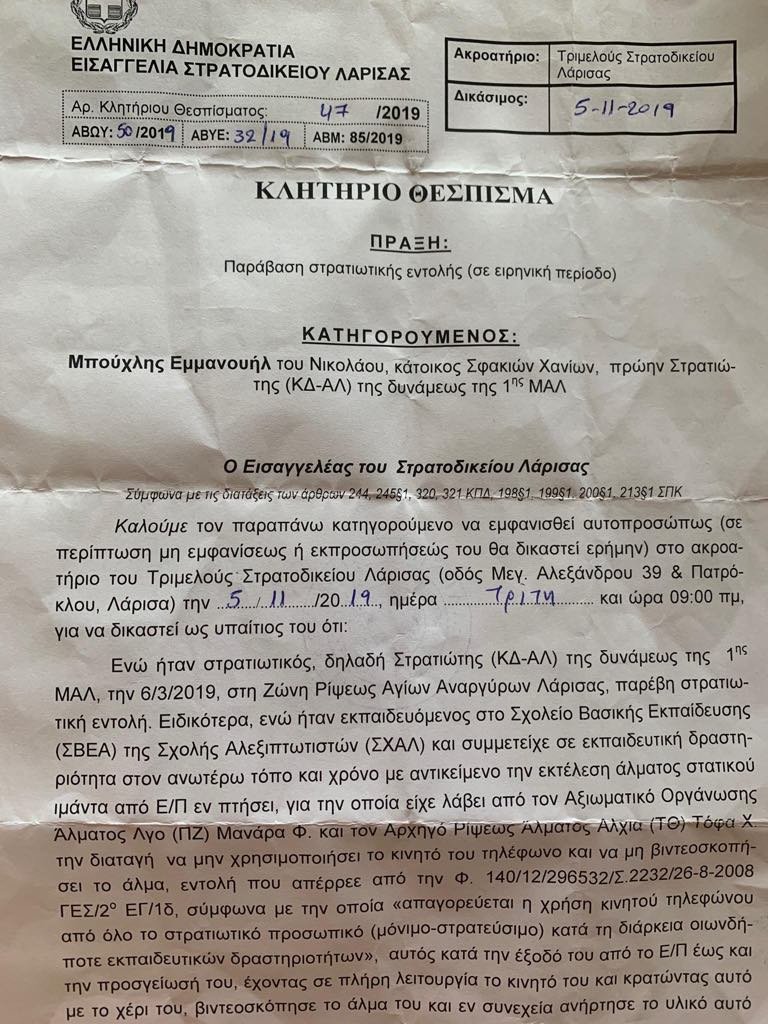 ΕΛΛΗΝΙΚΗ ΔΗΜΟΚΡΑΤΙΑ
ΕΙΣΑΓΓΕΛΙΑ ΣΤΡΑΤΟΔΙΚΕΙΟΥ ΛΑΡΙΣΑΣ
Αρ. Κλητήριου Θεσπίσματος: 47 /2019
ΑΒΩΥ: 50/2019 ΑΒΥΕ: 32/19 ΑΒΜ: 85/2019
Ακροατήριο: Τριμελούς Στρατοδικείου
Λάρισας
Δικάσιμος: 5-11-2019
ΚΛΗΤΗΡΙΟ ΘΕΣΠΙΣΜΑ
ΠΡΑΞΗ:
Παράβαση στρατιωτικής εντολής (σε ειρηνική περίοδο)
ΚΑΤΗΓΟΡΟΥΜΕΝΟΣ:
Μπούχλης Εμμανουήλ του Νικολάου, κάτοικος Σφακιών Χανίων, πρώην Στρατιώ-
της (ΚΔ-ΑΛ) της δυνάμεως της 1ης ΜΑΛ
Ο Εισαγγελέας του Στρατοδικείου Λάρισας
Σύμφωνα με τις διατάξεις των άρθρων 244, 245§1, 320, 321 ΚΠΔ, 198§1, 199§1, 200§1, 213§1 ΣΠΚ
Καλούμε τον παραπάνω κατηγορούμενο να εμφανισθεί αυτοπροσώπως (σε
περίπτωση μη εμφανίσεως ή εκπροσωπήσεώς του θα δικαστεί ερήμην) στο ακροα-
τήριο του Τριμελούς Στρατοδικείου Λάρισας (οδός Μεγ. Αλεξάνδρου 39 & Πατρό-
κλου, Λάρισα) την 5/11/2019, ημέρα Τρίτη και ώρα 09:00 πμ,
για να δικαστεί ως υπαίτιος του ότι:
Ενώ ήταν στρατιωτικός, δηλαδή Στρατιώτης (ΚΔ-ΑΛ) της δυνάμεως της 1ης
ΜΑΛ, την 6/3/2019, στη Ζώνη Ρίψεως Αγίων Αναργύρων Λάρισας, παρέβη στρατιω-
τική εντολή. Ειδικότερα, ενώ ήταν εκπαιδευόμενος στο Σχολείο Βασικής Εκπαίδευσης
(ΣΒΕΑ) της Σχολής Αλεξιπτωτιστών (ΣΧΑΛ) και συμμετείχε σε εκπαιδευτική δραστη-
ριότητα στον ανωτέρω τόπο και χρόνο με αντικείμενο την εκτέλεση άλματος στατικού
ιμάντα από Ε/Π εν πτήσει, για την οποία είχε λάβει από τον Αξιωματικό Οργάνωσης
Άλματος Λγο (ΠΖ) Μανάρα Φ. και τον Αρχηγό Ρίψεως Άλματος Αλχία (ΤΘ) Τόφα Χ.
την διαταγή να μην χρησιμοποιήσει το κινητό του τηλέφωνο και να μη βιντεοσκοπή-
σει το άλμα, εντολή που απέρρεε από την Φ. 140/12/296532/Σ.2232/26-8-2008
ΓΕΣ/2ο ΕΓ/1δ, σύμφωνα με την οποία «απαγορεύεται η χρήση κινητού τηλεφώνου
από όλο το στρατιωτικό προσωπικό (μόνιμο-στρατεύσιμο) κατά τη διάρκεια οιωνδή-
ποτε εκπαιδευτικών δραστηριοτήτων», αυτός κατά την έξοδό του από το Ε/Π έως και
την προσγείωσή του, έχοντας σε πλήρη λειτουργία το κινητό του και κρατώντας αυτό
με το χέρι του, βιντεοσκόπησε το άλμα του και εν συνεχεία ανήρτησε το υλικό αυτό